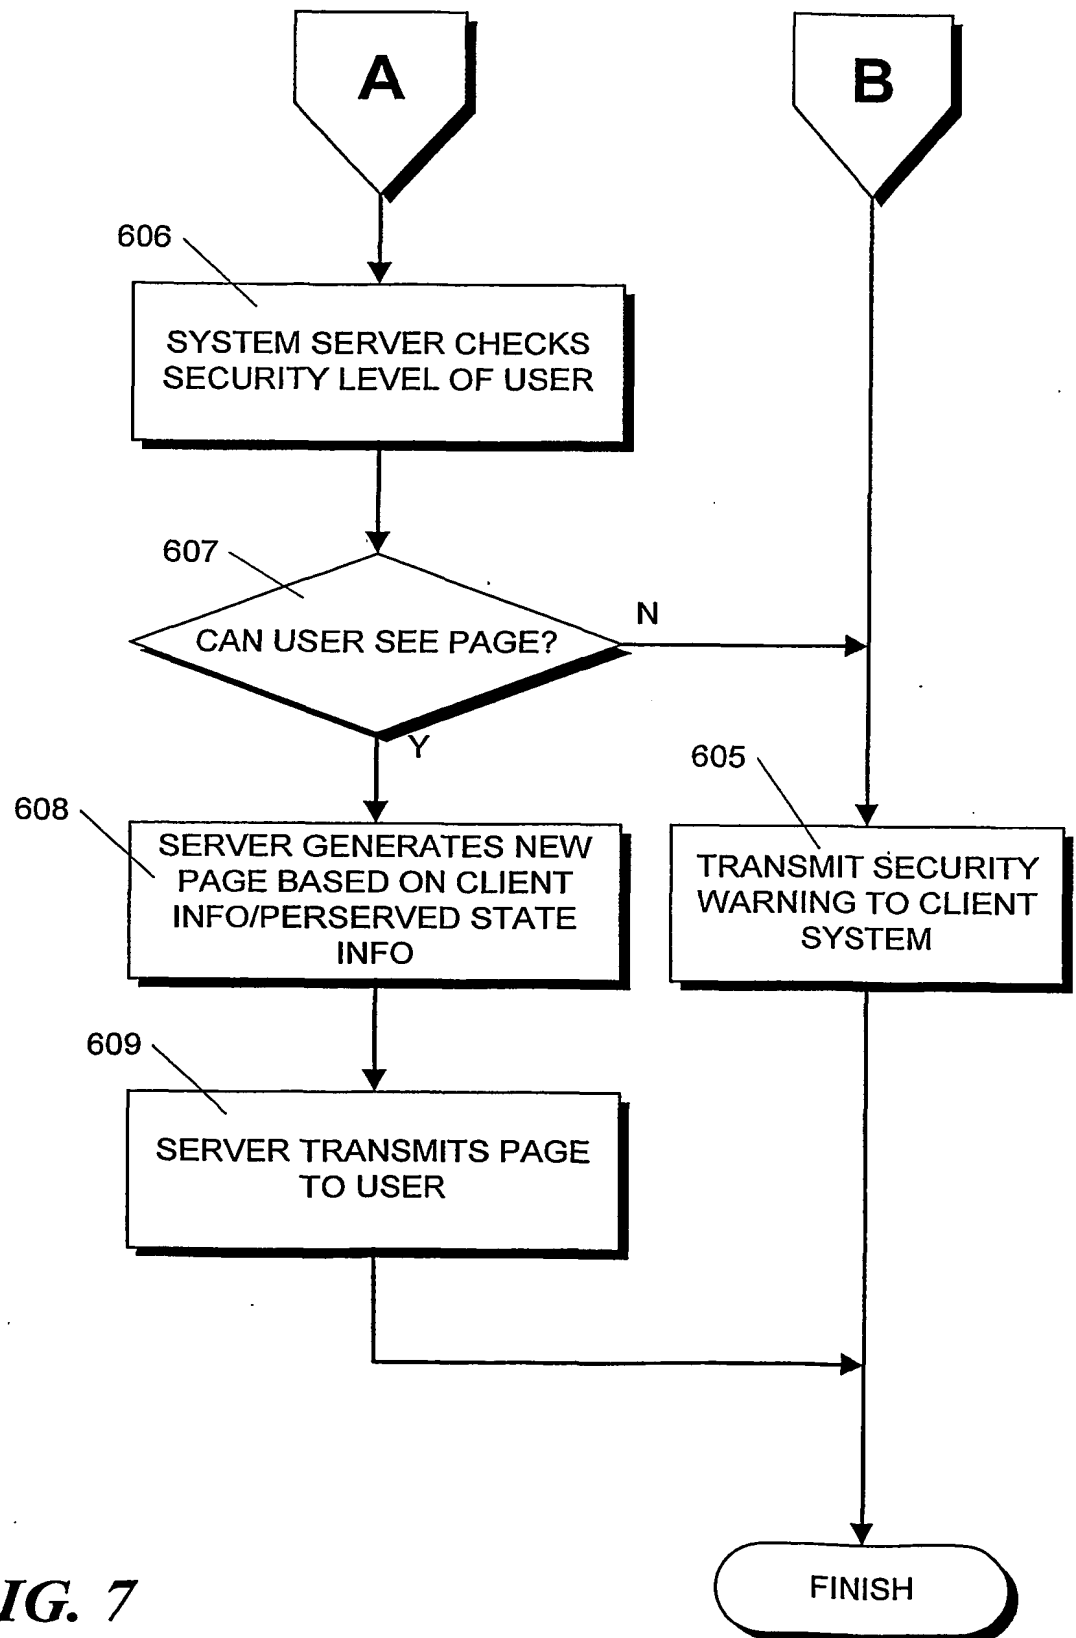 A
B
606
SYSTEM SERVER CHECKS
SECURITY LEVEL OF USER
607
CAN USER SEE PAGE?
N
Y
605
TRANSMIT SECURITY
WARNING TO CLIENT
SYSTEM
608
SERVER GENERATES NEW
PAGE BASED ON CLIENT
INFO/PERSERVED STATE
INFO
609
SERVER TRANSMITS PAGE
TO USER
FINISH
IG. 7